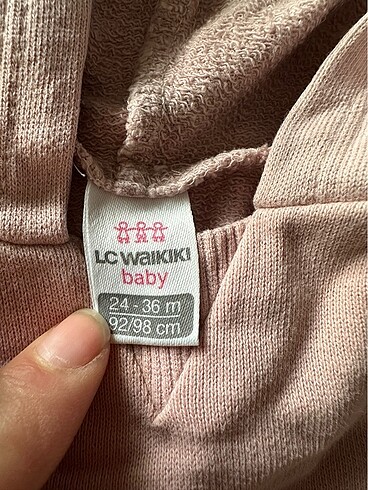 LC WAIKIKI
baby
24 - 36 m
92/98 cm